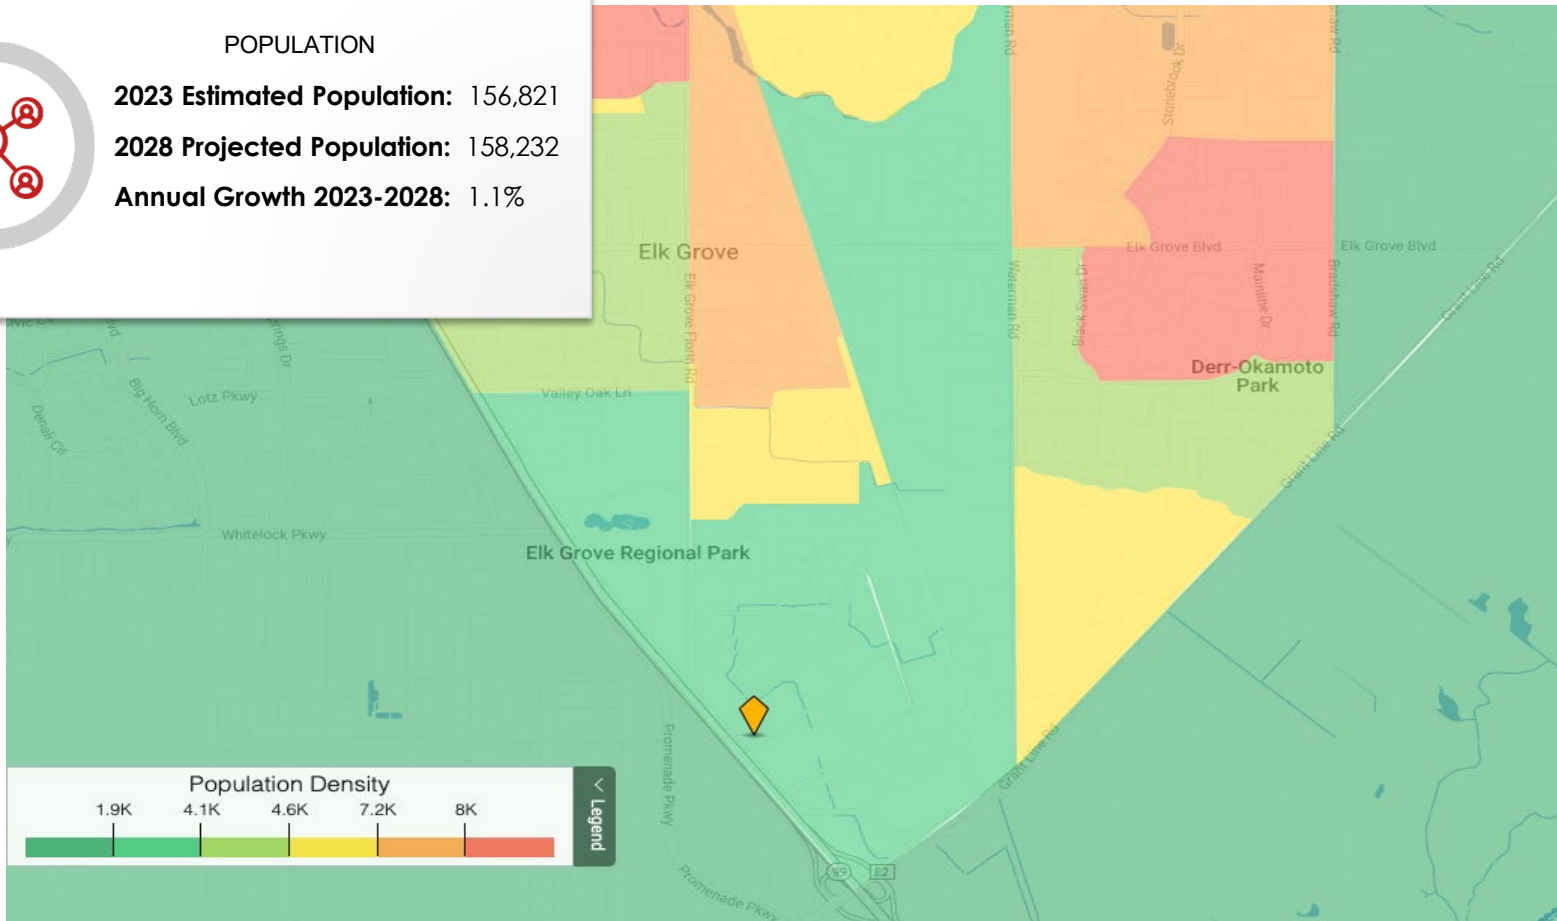 POPULATION
2023 Estimated Population: 156,821
2028 Projected Population: 158,232
Annual Growth 2023-2028: 1.1%
Stonebrook Dr
Elk Grove
Elk Grove Blvd
Elk Grove Blvd
Elk Grove Florin Rd
Waterman Rd
Black Swan Dr
Mainline Dr
Bradshaw Rd
Grant Line Rd
Derr-Okamoto
Park
Valley Oak Ln
Lotz Pkwy
Big Horn Blvd
Denali Cir
Whitelock Pkwy
Elk Grove Regional Park
Grant Line Rd
Promenade Pkwy
Grant Line Rd
Population Density
1.9K 4.1K 4.6K 7.2K 8K
< Legend
99
E2
Promenade Pkwy